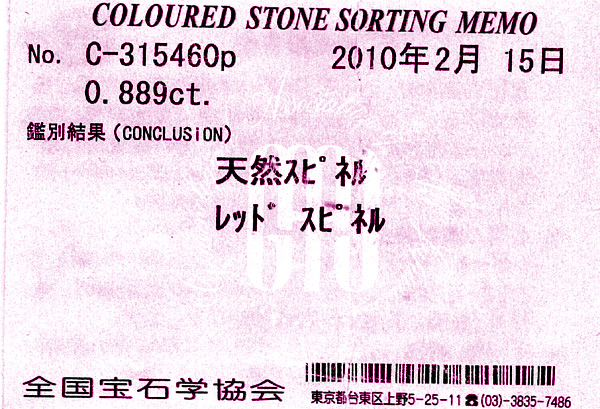 COLOURED STONE SORTING MEMO
No. C-315460p 2010年2月 15日
0.889ct.
鑑別結果 (CONCLUSION)
天然ｽﾋﾟﾈﾙ
ﾚｯﾄﾞ ｽﾋﾟﾈﾙ
全国宝石学協会
東京都台東区上野5-25-11 ☎(03)-3835-7486